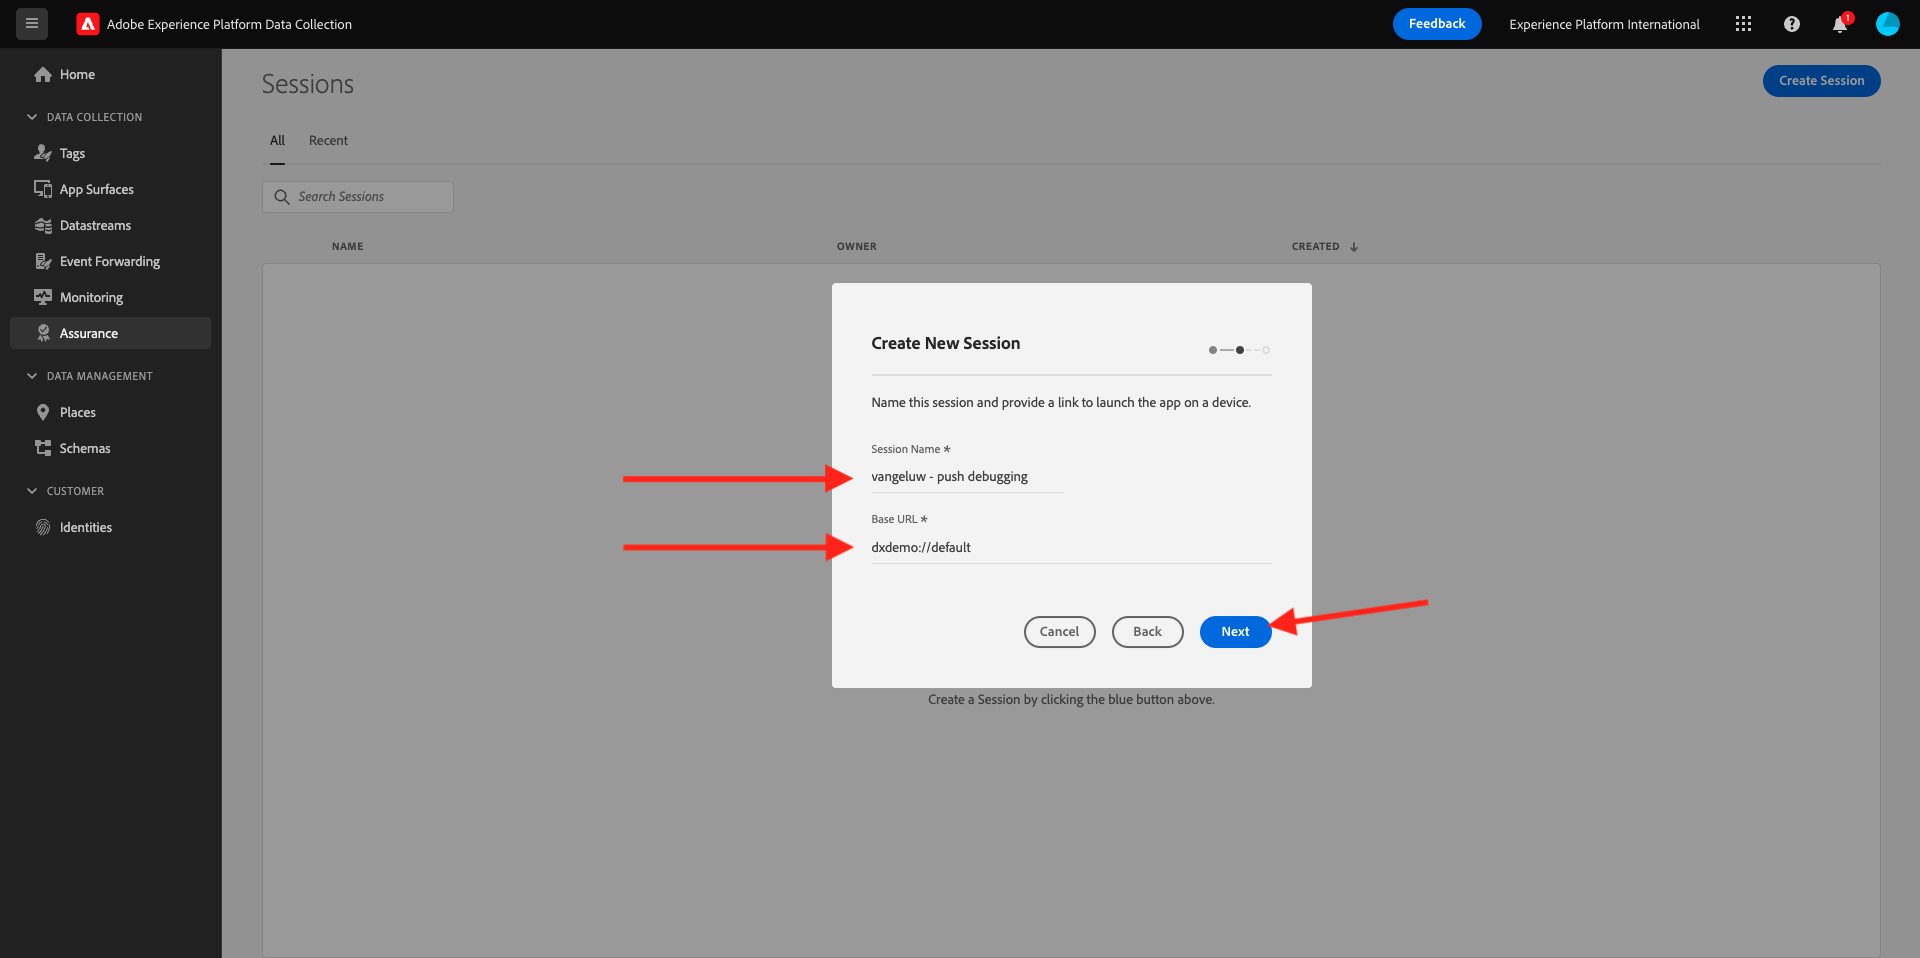 Adobe Experience Platform Data Collection
Feedback
Experience Platform International
1
Home
DATA COLLECTION
Tags
App Surfaces
Datastreams
Event Forwarding
Monitoring
Assurance
DATA MANAGEMENT
Places
Schemas
CUSTOMER
Identities
Sessions
Create Session
All Recent
Search Sessions
NAME OWNER CREATED
Create New Session
Name this session and provide a link to launch the app on a device.
Session Name *
vangeluw - push debugging
Base URL *
dxdemo://default
Cancel Back Next
Create a Session by clicking the blue button above.